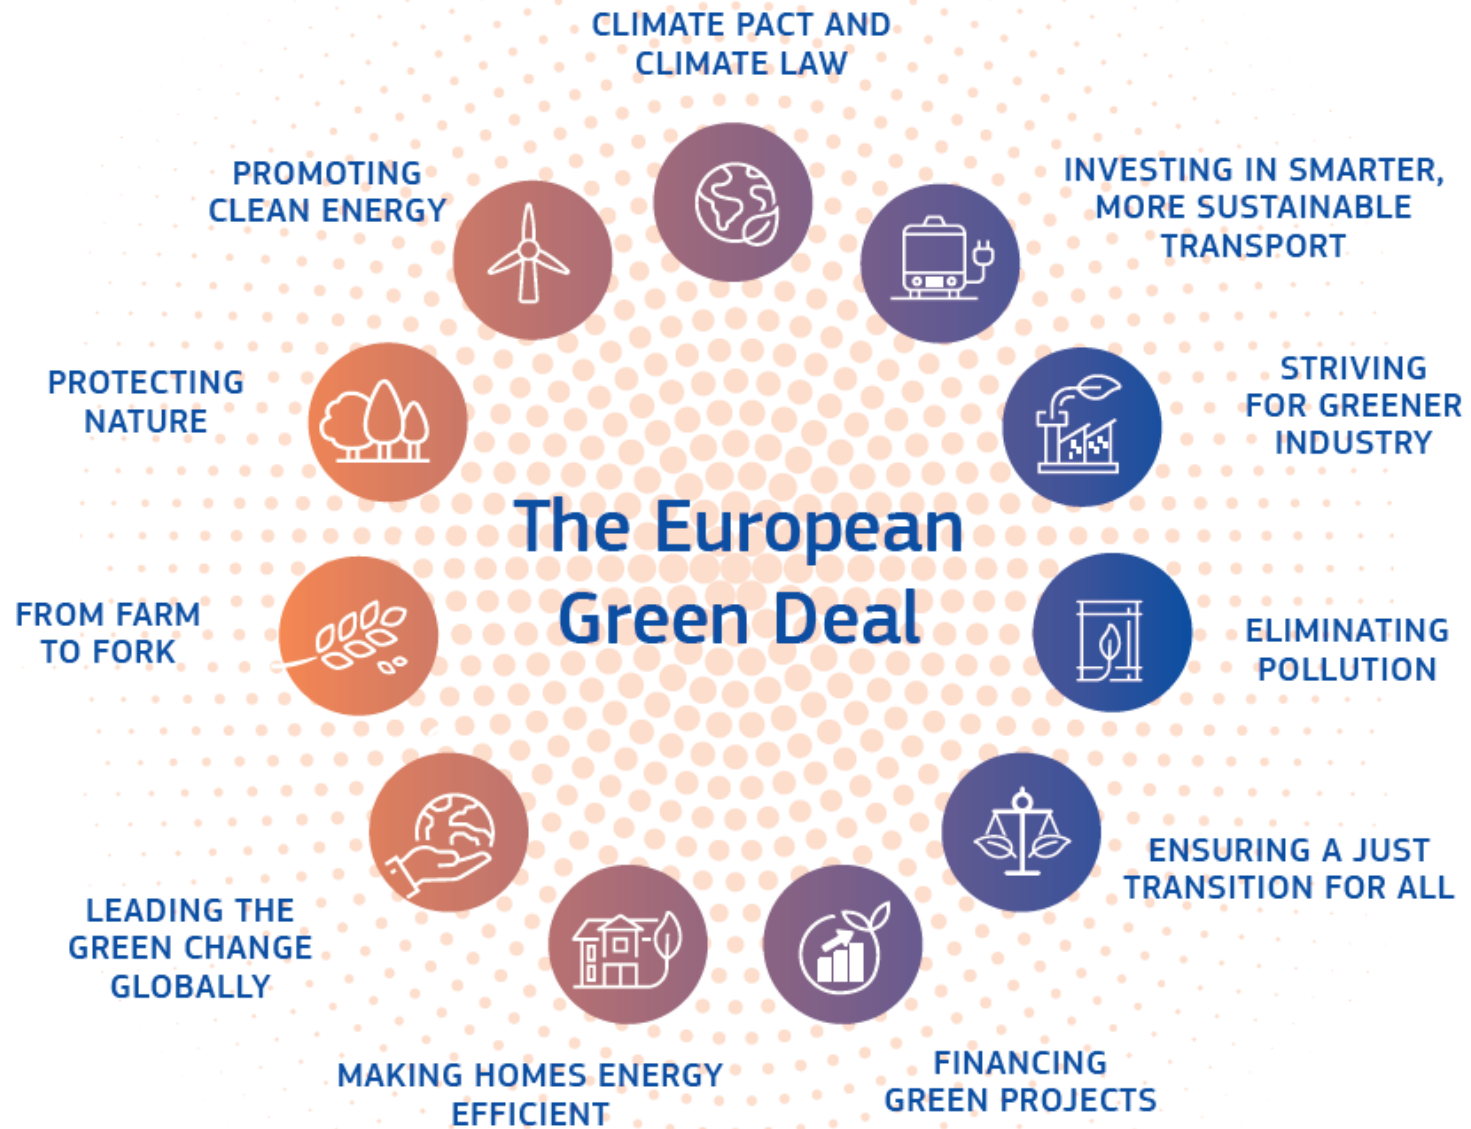 CLIMATE PACT AND
CLIMATE LAW
INVESTING IN SMARTER,
MORE SUSTAINABLE
TRANSPORT
STRIVING
FOR GREENER
INDUSTRY
ELIMINATING
POLLUTION
ENSURING A JUST
TRANSITION FOR ALL
FINANCING
GREEN PROJECTS
MAKING HOMES ENERGY
EFFICIENT
LEADING THE
GREEN CHANGE
GLOBALLY
FROM FARM
TO FORK
PROTECTING
NATURE
PROMOTING
CLEAN ENERGY
The European
Green Deal